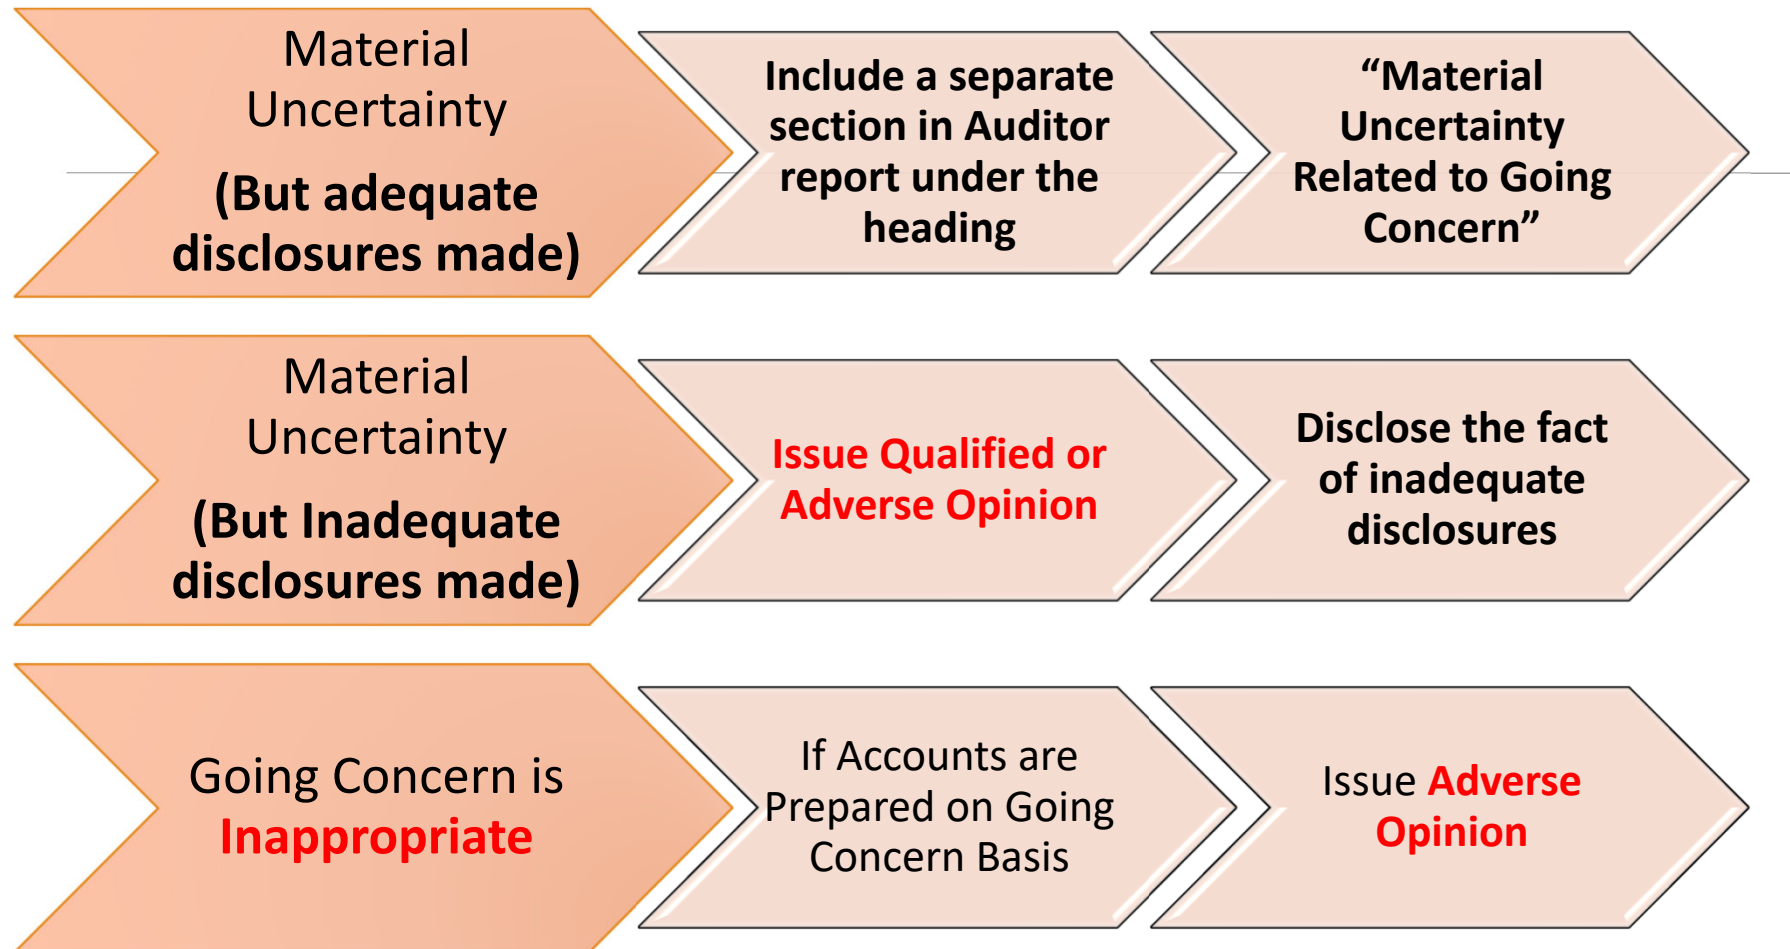 Material
Uncertainty
(But adequate
disclosures made)
Include a separate
section in Auditor
report under the
heading
“Material
Uncertainty
Related to Going
Concern”
Material
Uncertainty
(But Inadequate
disclosures made)
Issue Qualified or
Adverse Opinion
Disclose the fact
of inadequate
disclosures
Going Concern is
Inappropriate
If Accounts are
Prepared on Going
Concern Basis
Issue Adverse
Opinion